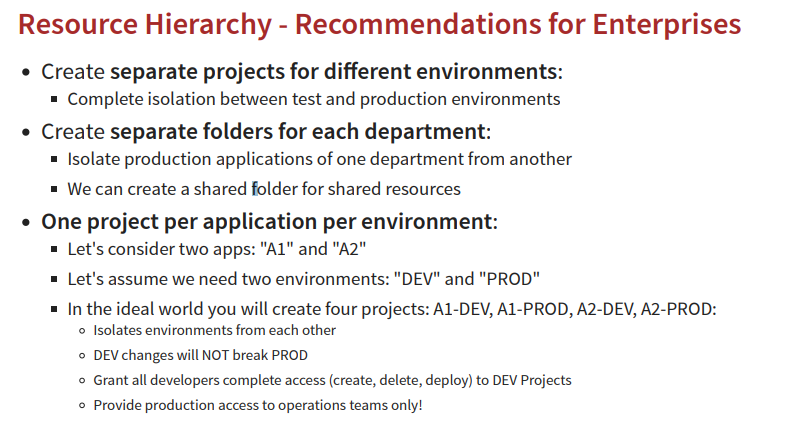 Resource Hierarchy - Recommendations for Enterprises
Create separate projects for different environments:
Complete isolation between test and production environments
Create separate folders for each department:
Isolate production applications of one department from another
We can create a shared folder for shared resources
One project per application per environment:
Let's consider two apps: "A1" and "A2"
Let's assume we need two environments: "DEV" and "PROD"
In the ideal world you will create four projects: A1-DEV, A1-PROD, A2-DEV, A2-PROD:
Isolates environments from each other
DEV changes will NOT break PROD
Grant all developers complete access (create, delete, deploy) to DEV Projects
Provide production access to operations teams only!